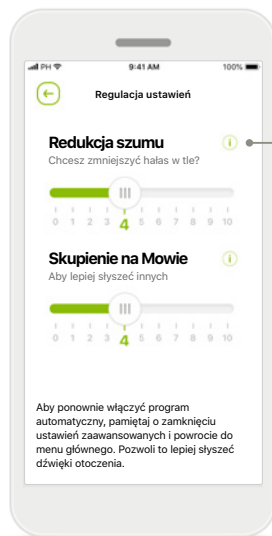 PH
9:41 AM
100%
Regulacja ustawień
Redukcja szumu
Chcesz zmniejszyć hałas w tle?
0 1 2 3 4 5 6 7 8 9 10
Skupienie na Mowie
Aby lepiej słyszeć innych
0 1 2 3 4 5 6 7 8 9 10
Aby ponownie włączyć program
automatyczny, pamiętaj o zamknięciu
ustawień zaawansowanych i powrocie do
menu głównego. Pozwoli to lepiej słyszeć
dźwięki otoczenia.